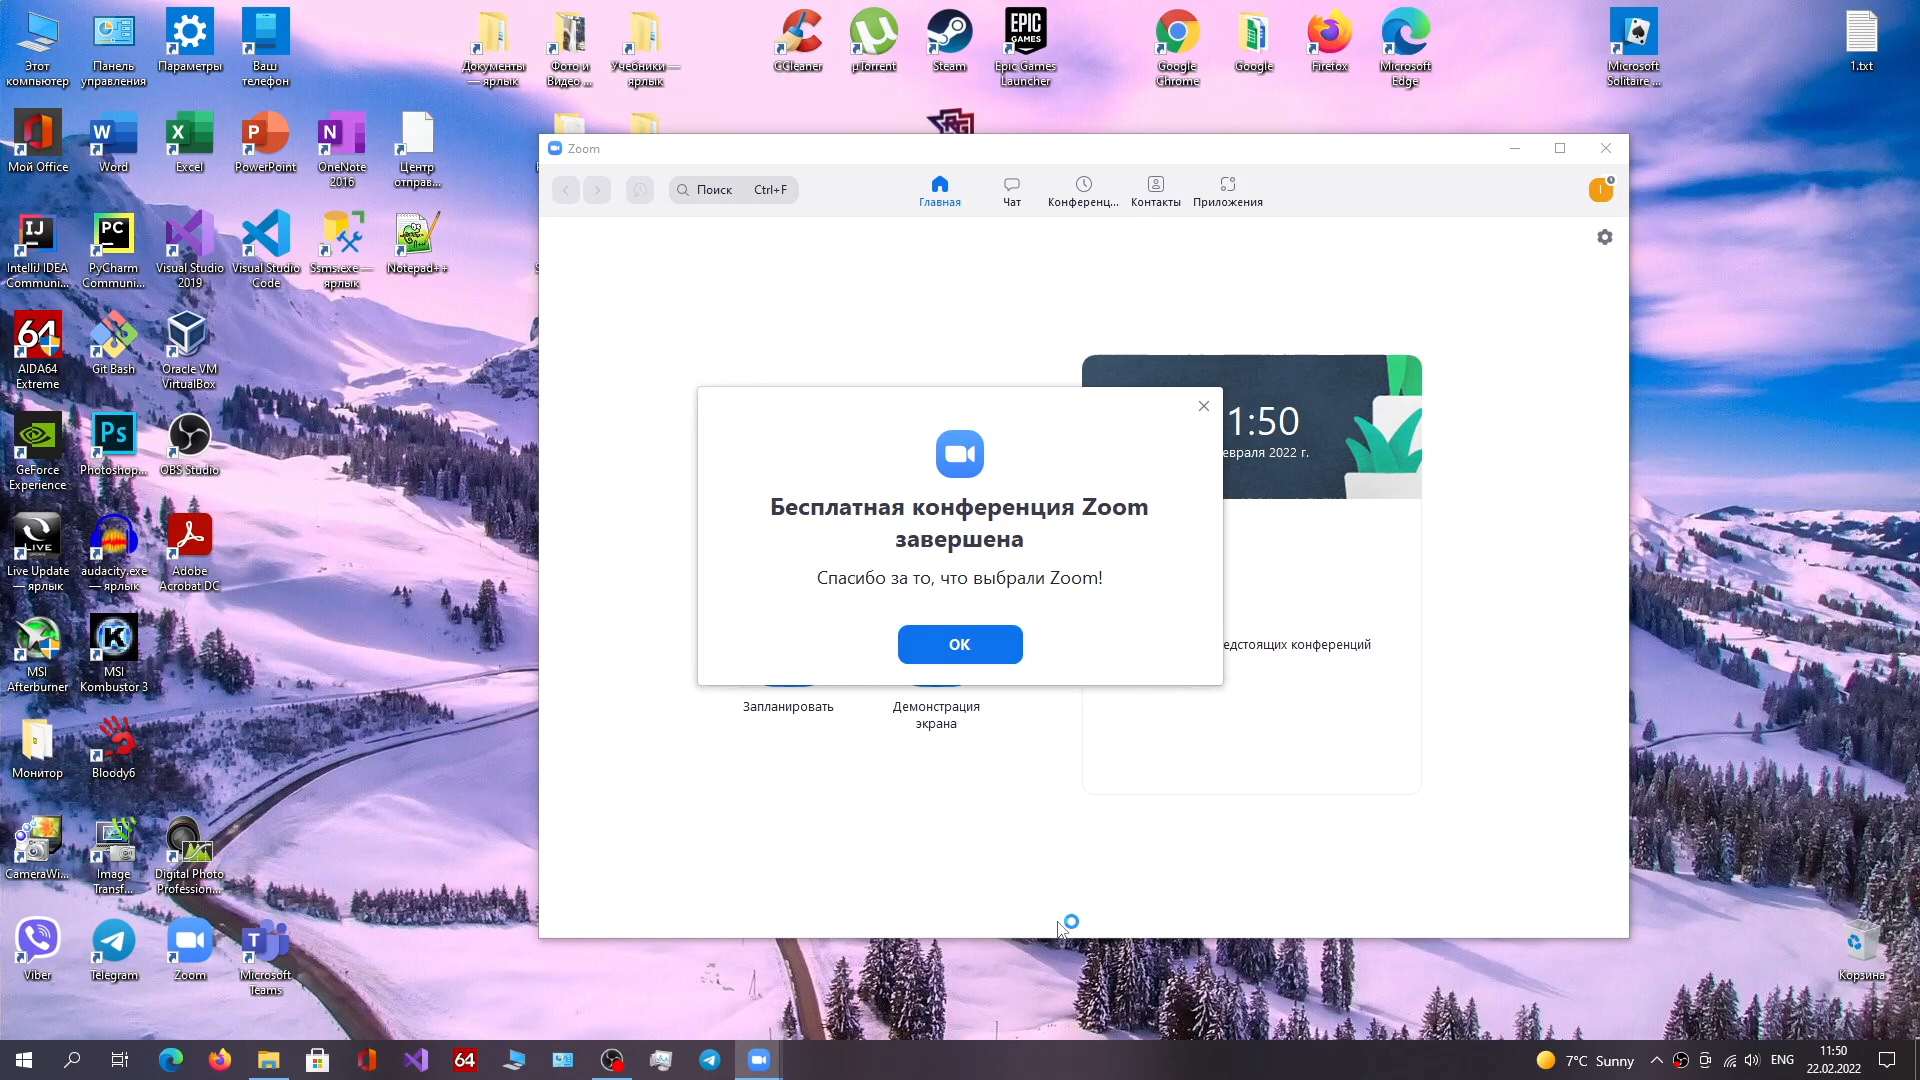 Этот
компьютер
Панель
управления
Параметры
Ваш
телефон
Документы
— ярлык
Фото и
Видео ...
Учебники —
ярлык
CCleaner
µTorrent
Steam
EPIC
GAMES
Epic Games
Launcher
Google
Chrome
Google
Firefox
Microsoft
Edge
Microsoft
Solitaire ...
1.txt
Мой Office
Word
Excel
PowerPoint
OneNote
2016
Центр
отправ...
IntelliJ IDEA
Communi...
PyCharm
Communi...
Visual Studio
2019
Visual Studio
Code
Ssms.exe —
ярлык
Notepad++
64
AIDA64
Extreme
Git Bash
Oracle VM
VirtualBox
GeForce
Experience
Ps
Photoshop...
OBS Studio
LIVE
Live Update
— ярлык
audacity.exe
— ярлык
Adobe
Acrobat DC
MSI
Afterburner
MSI
Kombustor 3
Монитор
Bloody6
CameraWi...
Image
Transf...
Digital Photo
Profession...
Viber
Telegram
Zoom
Microsoft
Teams
Корзина
Zoom
Поиск Ctrl+F
Главная
Чат
Конференц...
Контакты
Приложения
1:50
евраля 2022 г.
Бесплатная конференция Zoom
завершена
Спасибо за то, что выбрали Zoom!
OK
едстоящих конференций
Запланировать
Демонстрация
экрана
64
7°C Sunny
ENG
11:50
22.02.2022